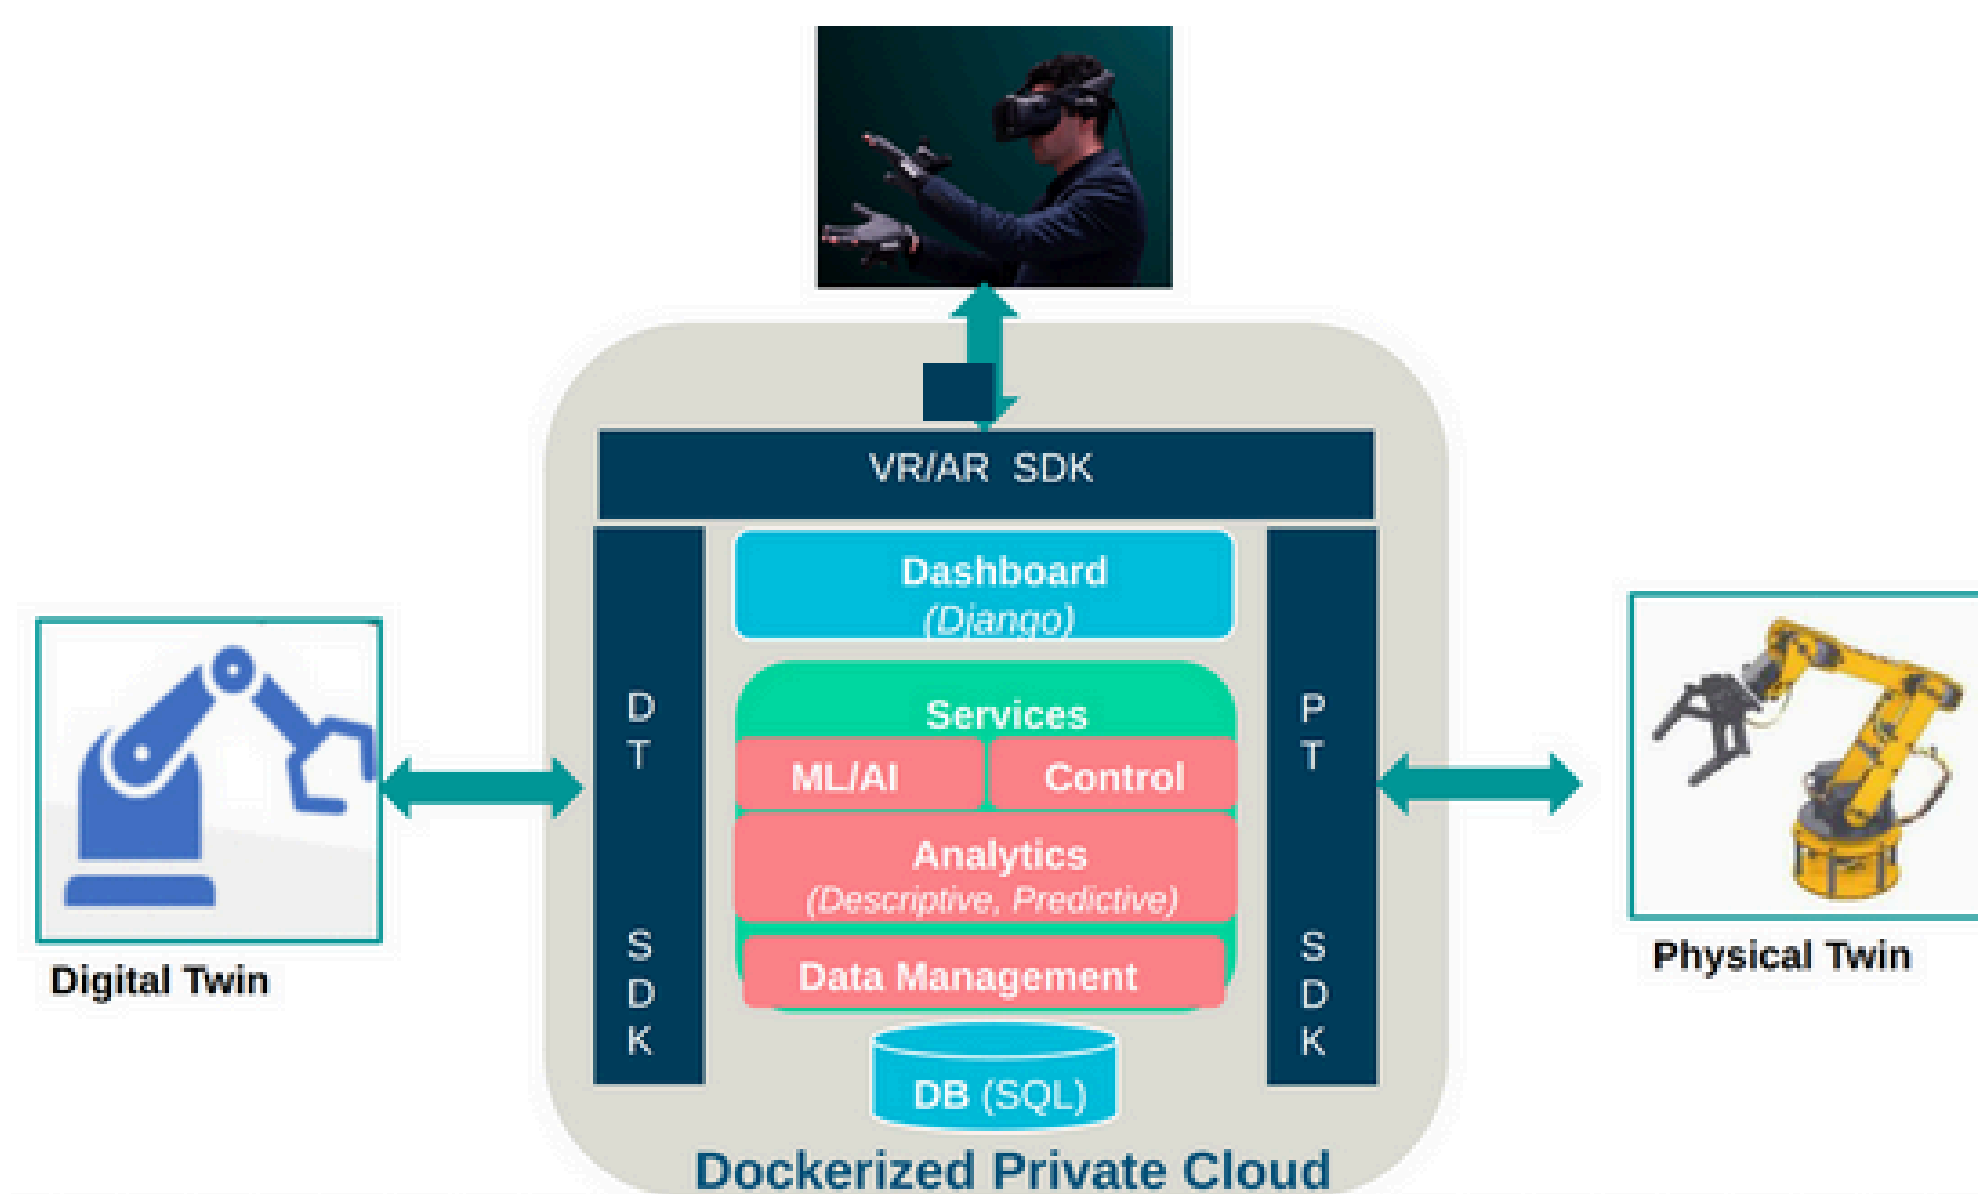 VR/AR SDK
Dashboard
(Django)
Services
ML/AI
Control
Analytics
(Descriptive, Predictive)
Data Management
DB (SQL)
Dockerized Private Cloud
D
T
S
D
K
P
T
S
D
K
Digital Twin
Physical Twin